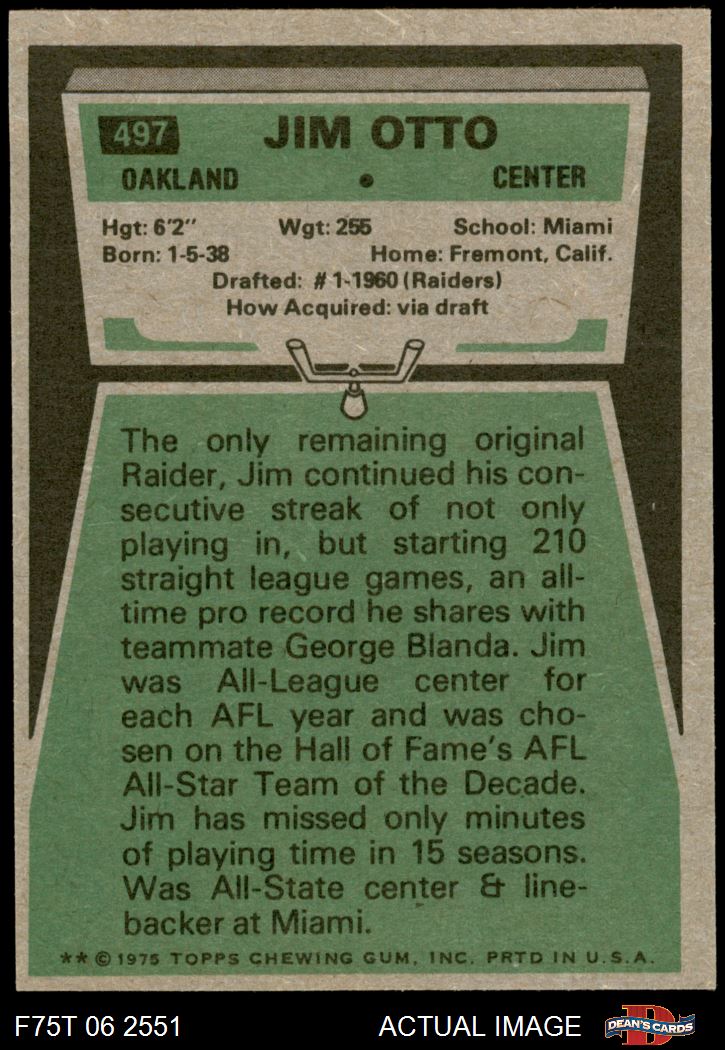 497 JIM OTTO
OAKLAND • CENTER
Hgt: 6'2" Wgt: 255 School: Miami
Born: 1-5-38 Home: Fremont, Calif.
Drafted: #1-1960 (Raiders)
How Acquired: via draft
The only remaining original
Raider, Jim continued his con-
secutive streak of not only
playing in, but starting 210
straight league games, an all-
time pro record he shares with
teammate George Blanda. Jim
was All-League center for
each AFL year and was cho-
sen on the Hall of Fame's AFL
All-Star Team of the Decade.
Jim has missed only minutes
of playing time in 15 seasons.
Was All-State center & line-
backer at Miami.
** © 1975 TOPPS CHEWING GUM, INC. PRTD IN U.S.A.
F75T 06 2551 ACTUAL IMAGE D DEAN'S CARDS